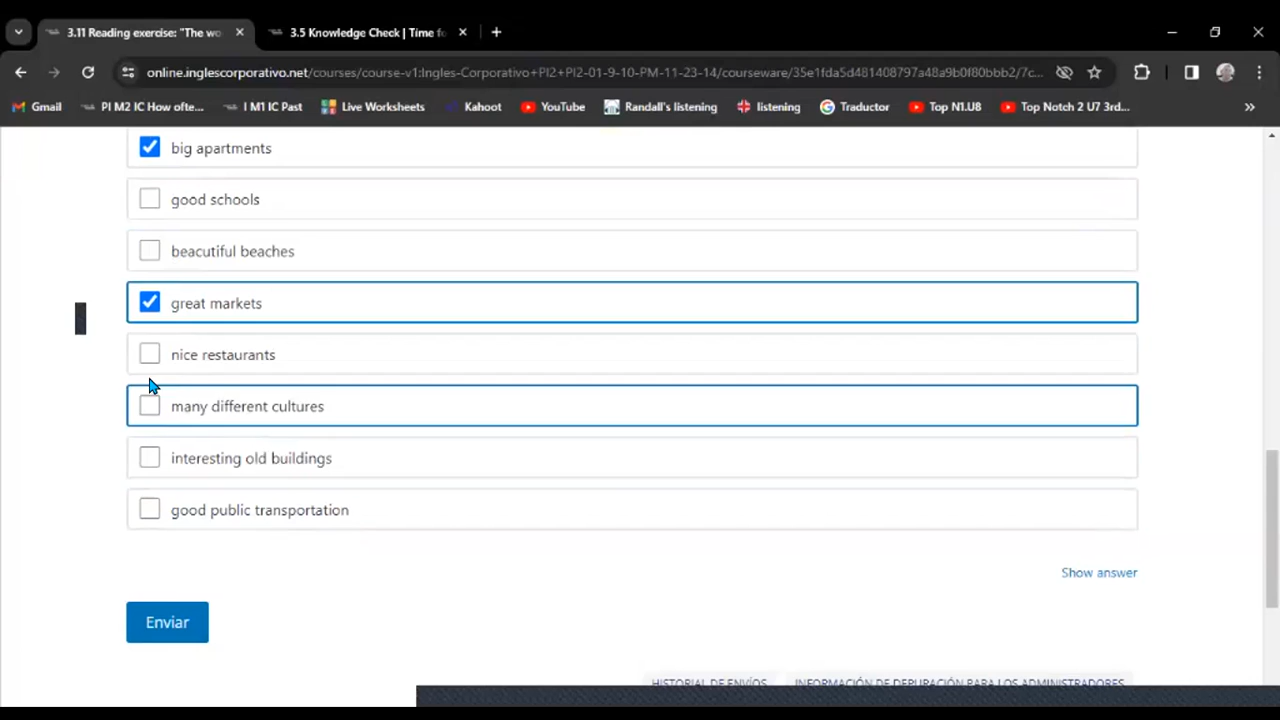 3.11 Reading exercise: "The wo
3.5 Knowledge Check | Time fo
online.inglescorporativo.net/courses/course-v1:Ingles-Corporativo+PI2+PI2-01-9-10-PM-11-23-14/courseware/35e1fda5d481408797a48a9b0f80bbb2/7c...
Gmail
PI M2 IC How ofte...
I M1 IC Past
Live Worksheets
Kahoot
YouTube
Randall's listening
listening
Traductor
Top N1.U8
Top Notch 2 U7 3rd...
big apartments
good schools
beacutiful beaches
great markets
nice restaurants
many different cultures
interesting old buildings
good public transportation
Show answer
Enviar
HISTORIAL DE ENVÍOS
INFORMACIÓN DE DEPURACIÓN PARA LOS ADMINISTRADORES